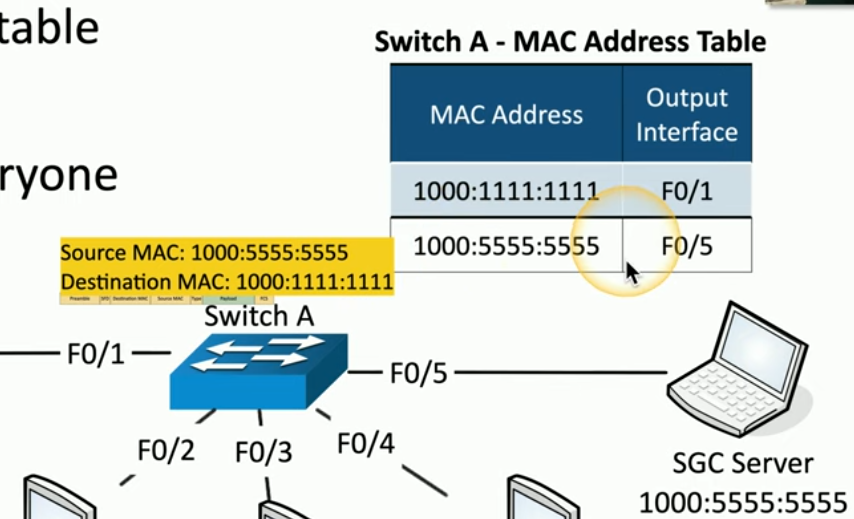 table
Switch A - MAC Address Table
MAC Address
Output
Interface
1000:1111:1111
F0/1
ryone
1000:5555:5555
F0/5
Source MAC: 1000:5555:5555
Destination MAC: 1000:1111:1111
Preamble SFD Destination MAC Source MAC Type Payload FCS
Switch A
F0/1
F0/5
F0/2
F0/3
F0/4
SGC Server
1000:5555:5555